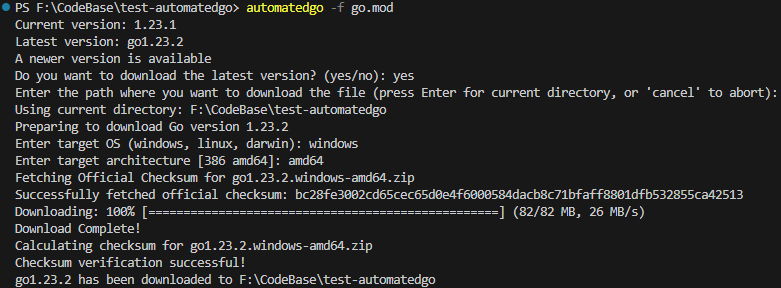 PS F:\CodeBase\test-automatedgo> automatedgo -f go.mod
Current version: 1.23.1
Latest version: go1.23.2
A newer version is available
Do you want to download the latest version? (yes/no): yes
Enter the path where you want to download the file (press Enter for current directory, or 'cancel' to abort):
Using current directory: F:\CodeBase\test-automatedgo
Preparing to download Go version 1.23.2
Enter target OS (windows, linux, darwin): windows
Enter target architecture [386 amd64]: amd64
Fetching Official Checksum for go1.23.2.windows-amd64.zip
Successfully fetched official checksum: bc28fe3002cd65cec65d0e4f6000584dacb8c71bfaff8801dfb532855ca42513
Downloading: 100% [==================================================] (82/82 MB, 26 MB/s)
Download Complete!
Calculating checksum for go1.23.2.windows-amd64.zip
Checksum verification successful!
go1.23.2 has been downloaded to F:\CodeBase\test-automatedgo